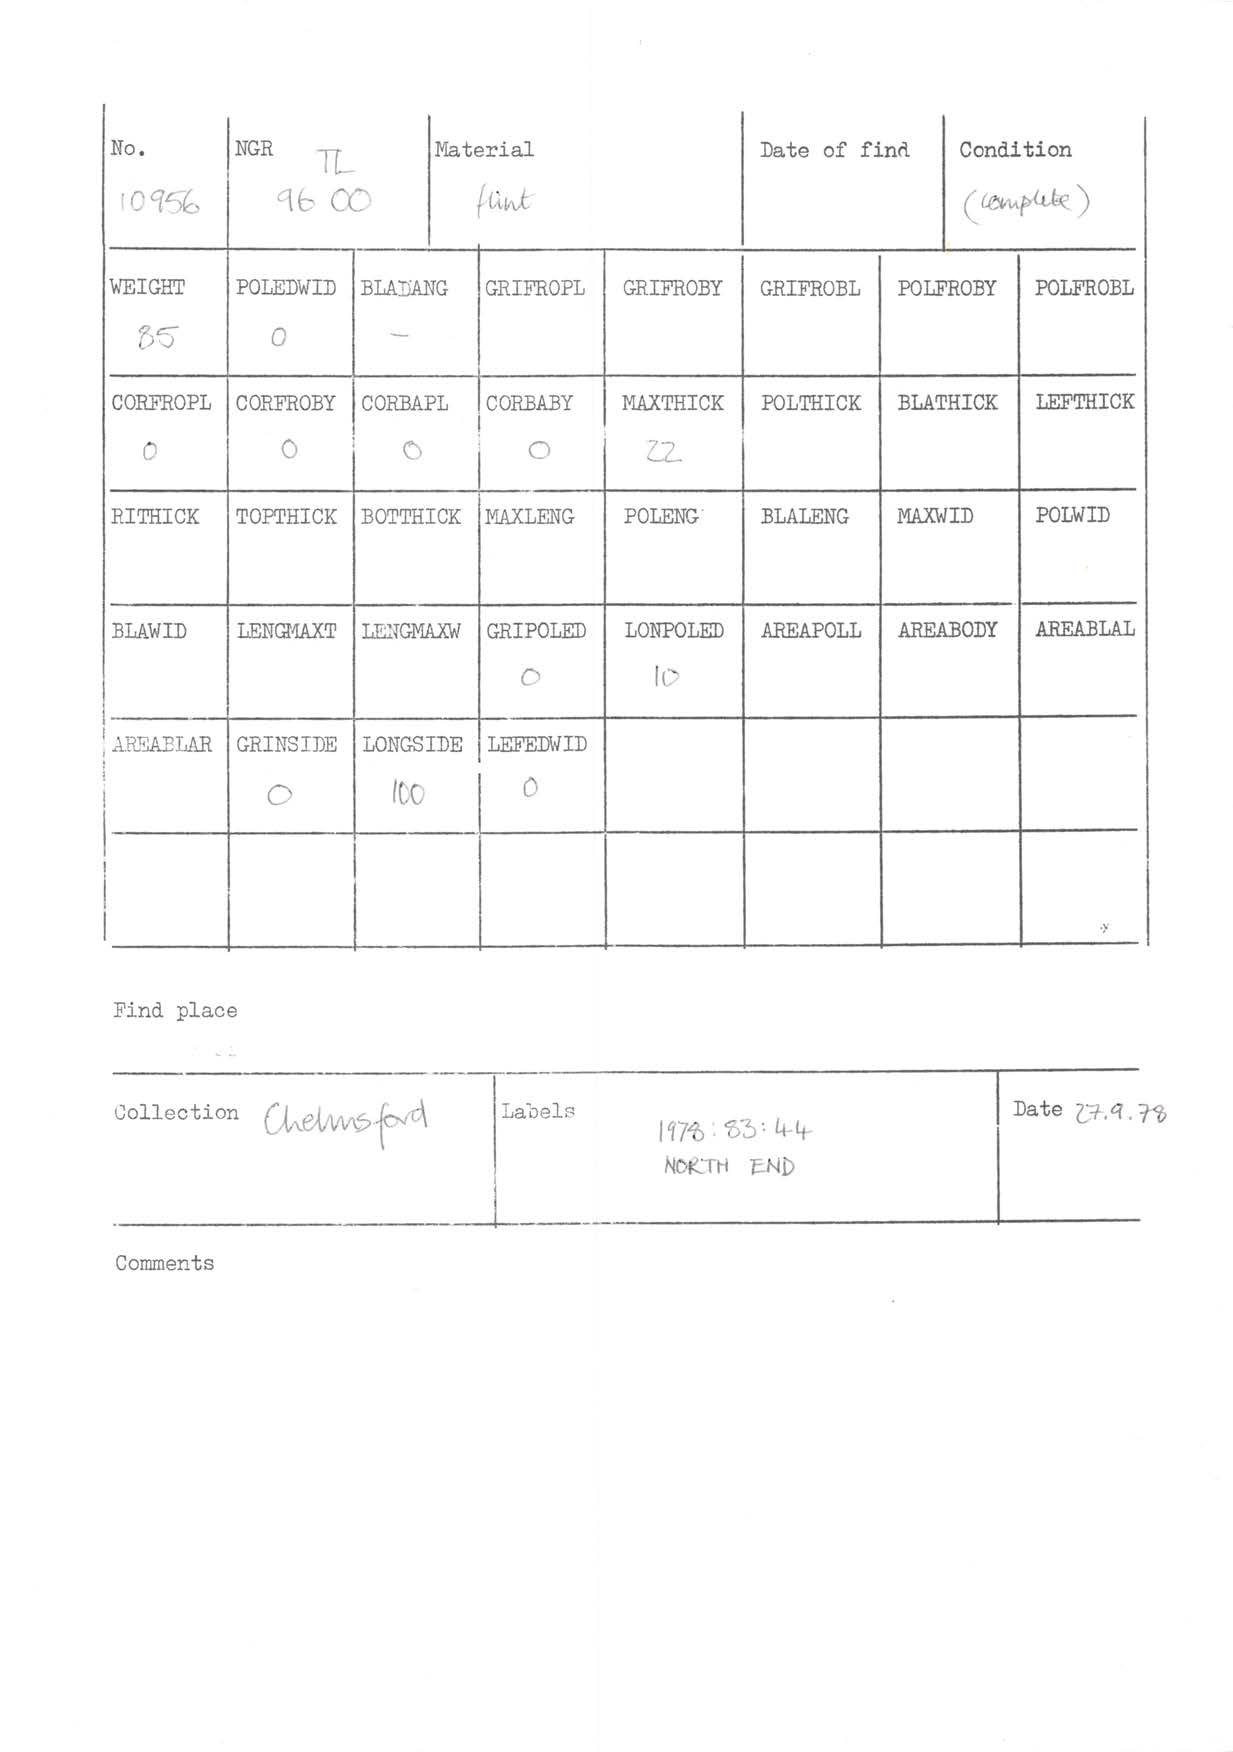 No. NGR TL Material Date of find Condition
10956 96 00 flint (complete)
WEIGHT POLEDWID BLADANG GRIFROPL GRIFROBY GRIFROBL POLFROBY POLFROBL
85 0 –
CORFROPL CORFROBY CORBAPL CORBABY MAXTHICK POLTHICK BLATHICK LEFTHICK
0 0 0 0 22
RITHICK TOPTHICK BOTTHICK MAXLENG POLENG BLALENG MAXWID POLWID
BLAWID LENGMAXT LENGMAXW GRIPOLED LONPOLED AREAPOLL AREABODY AREABLAL
0 10
AREABLAR GRINSIDE LONGSIDE LEFEDWID
0 100 0
Find place
Collection Chelmsford Labels Date 27.9.78
1978:83:44
NORTH END
Comments